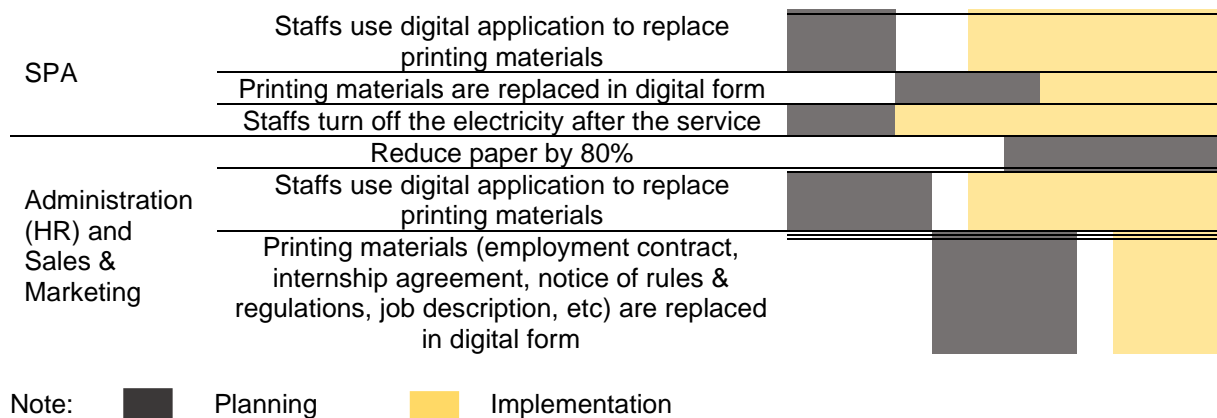 SPA
Staffs use digital application to replace
printing materials
Printing materials are replaced in digital form
Staffs turn off the electricity after the service
Administration
(HR) and
Sales &
Marketing
Reduce paper by 80%
Staffs use digital application to replace
printing materials
Printing materials (employment contract,
internship agreement, notice of rules &
regulations, job description, etc) are replaced
in digital form
Note: Planning Implementation